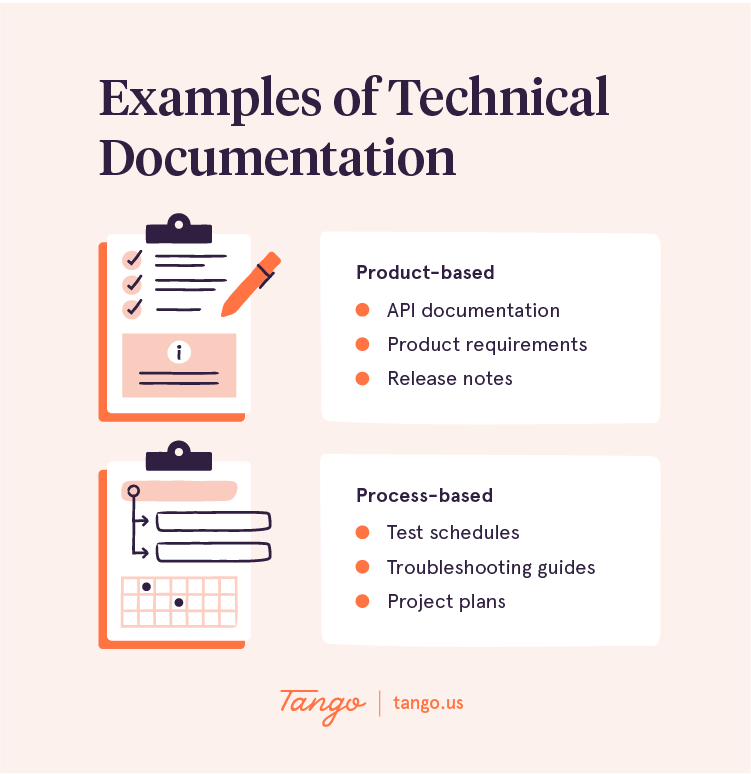 Examples of Technical
Documentation
i
Product-based
API documentation
Product requirements
Release notes
Process-based
Test schedules
Troubleshooting guides
Project plans
Tango | tango.us